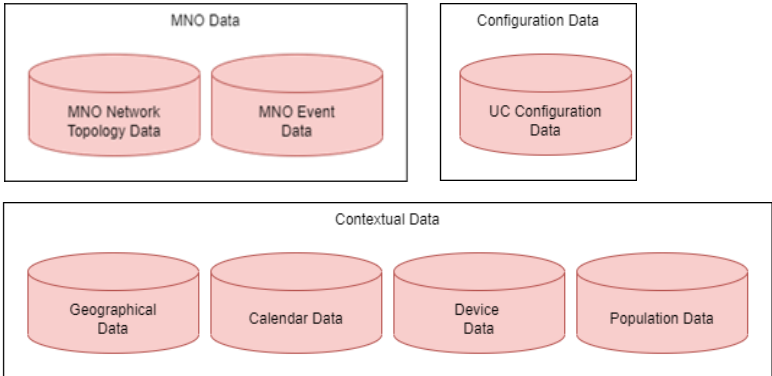 MNO Data
MNO Network
Topology Data
MNO Event
Data
Configuration Data
UC Configuration
Data
Contextual Data
Geographical
Data
Calendar Data
Device
Data
Population Data